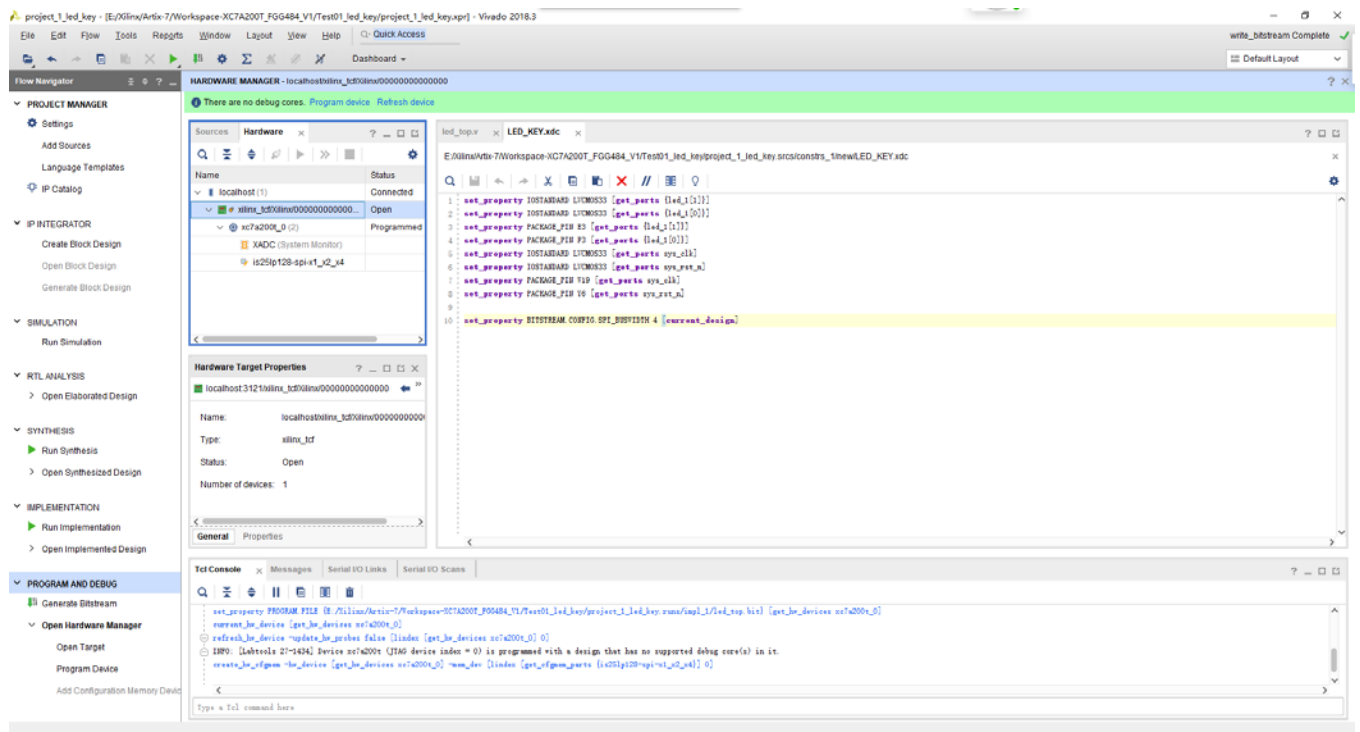 project_1_led_key - [E:/Xilinx/Artix-7/Workspace-XC7A200T_FGG484_V1/Test01_led_key/project_1_led_key.xpr] - Vivado 2018.3
File Edit Flow Tools Reports Window Layout View Help Quick Access
write_bitstream Complete
Dashboard
Default Layout
Flow Navigator
PROJECT MANAGER
Settings
Add Sources
Language Templates
IP Catalog
IP INTEGRATOR
Create Block Design
Open Block Design
Generate Block Design
SIMULATION
Run Simulation
RTL ANALYSIS
Open Elaborated Design
SYNTHESIS
Run Synthesis
Open Synthesized Design
IMPLEMENTATION
Run Implementation
Open Implemented Design
PROGRAM AND DEBUG
Generate Bitstream
Open Hardware Manager
Open Target
Program Device
Add Configuration Memory Devic
HARDWARE MANAGER - localhost/xilinx_tcf/Xilinx/00000000000000
There are no debug cores. Program device Refresh device
Sources Hardware
Name Status
localhost (1) Connected
xilinx_tcf/Xilinx/000000000000... Open
xc7a200t_0 (2) Programmed
XADC (System Monitor)
is25lp128-spi-x1_x2_x4
Hardware Target Properties
localhost:3121/xilinx_tcf/Xilinx/00000000000000
Name: localhost/xilinx_tcf/Xilinx/0000000000
Type: xilinx_tcf
Status: Open
Number of devices: 1
General Properties
led_top.v LED_KEY.xdc
E:/Xilinx/Artix-7/Workspace-XC7A200T_FGG484_V1/Test01_led_key/project_1_led_key.srcs/constrs_1/new/LED_KEY.xdc
1 set_property IOSTANDARD LVCMOS33 [get_ports {led_1[1]}]
2 set_property IOSTANDARD LVCMOS33 [get_ports {led_1[0]}]
3 set_property PACKAGE_PIN E3 [get_ports {led_1[1]}]
4 set_property PACKAGE_PIN F3 [get_ports {led_1[0]}]
5 set_property IOSTANDARD LVCMOS33 [get_ports sys_clk]
6 set_property IOSTANDARD LVCMOS33 [get_ports sys_rst_n]
7 set_property PACKAGE_PIN V19 [get_ports sys_clk]
8 set_property PACKAGE_PIN Y6 [get_ports sys_rst_n]
9
10 set_property BITSTREAM.CONFIG.SPI_BUSWIDTH 4 [current_design]
Tcl Console Messages Serial I/O Links Serial I/O Scans
set_property PROGRAM.FILE {E:/Xilinx/Artix-7/Workspace-XC7A200T_FGG484_V1/Test01_led_key/project_1_led_key.runs/impl_1/led_top.bit} [get_hw_devices xc7a200t_0]
current_hw_device [get_hw_devices xc7a200t_0]
refresh_hw_device -update_hw_probes false [lindex [get_hw_devices xc7a200t_0] 0]
INFO: [Labtools 27-1434] Device xc7a200t (JTAG device index = 0) is programmed with a design that has no supported debug core(s) in it.
create_hw_cfgmem -hw_device [get_hw_devices xc7a200t_0] -mem_dev [lindex [get_cfgmem_parts {is25lp128-spi-x1_x2_x4}] 0]
Type a Tcl command here